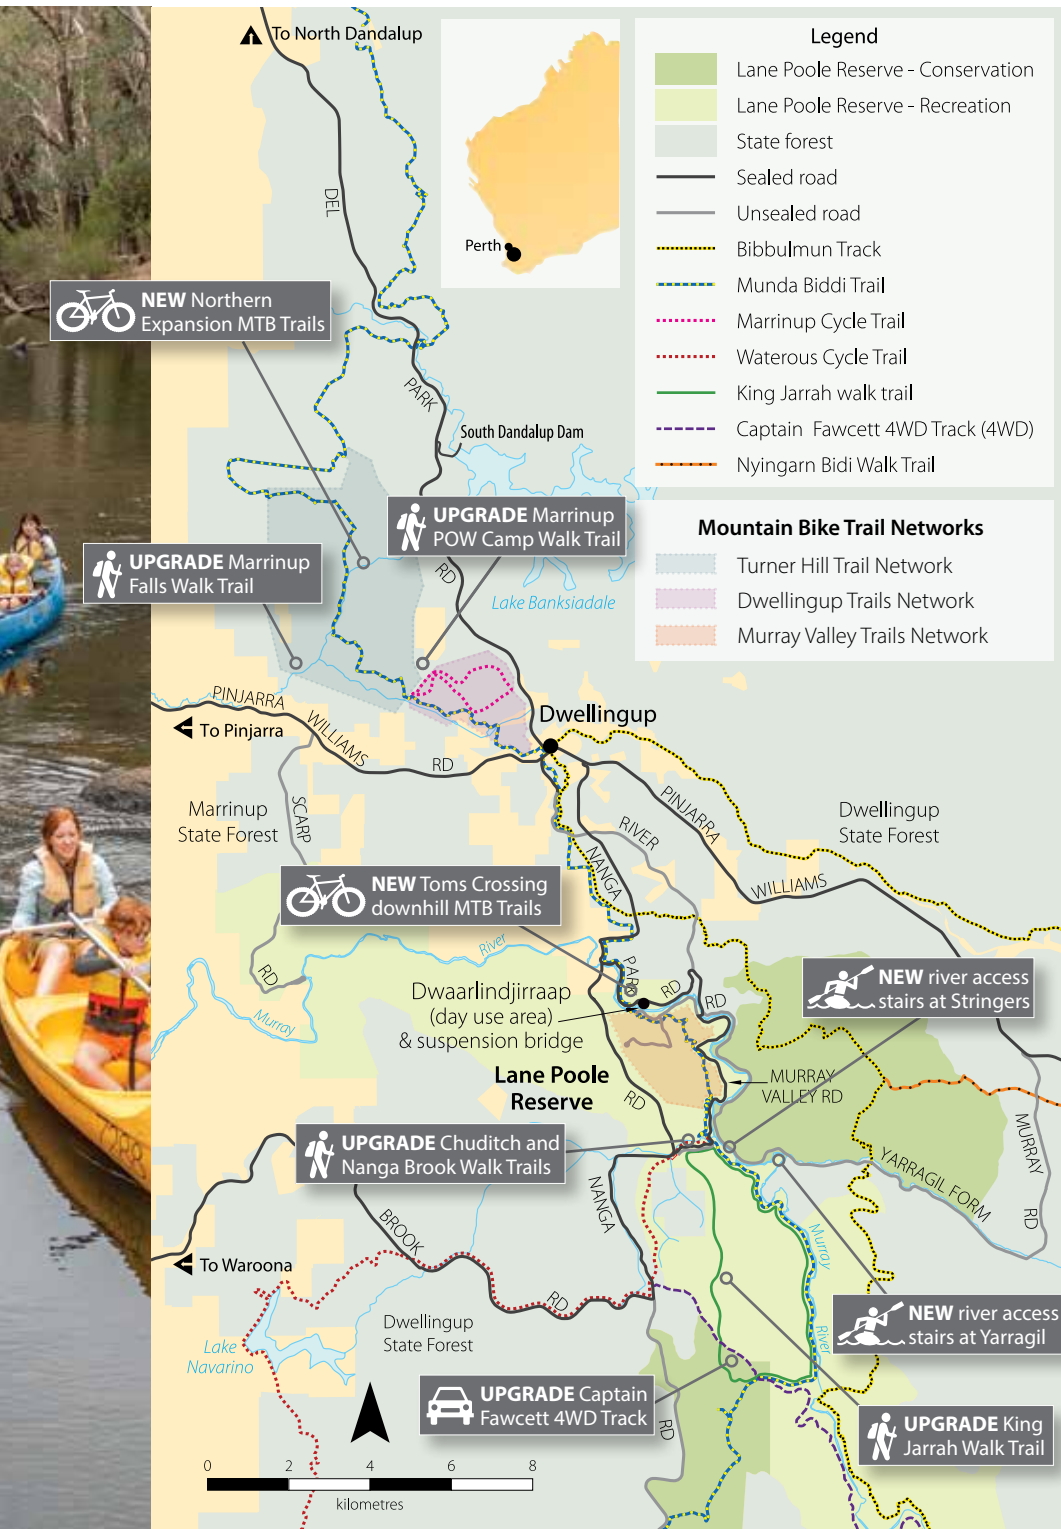 To North Dandalup
Perth
Legend
Lane Poole Reserve - Conservation
Lane Poole Reserve - Recreation
State forest
Sealed road
Unsealed road
Bibbulmun Track
Munda Biddi Trail
Marrinup Cycle Trail
Waterous Cycle Trail
King Jarrah walk trail
Captain Fawcett 4WD Track (4WD)
Nyingarn Bidi Walk Trail
Mountain Bike Trail Networks
Turner Hill Trail Network
Dwellingup Trails Network
Murray Valley Trails Network
DEL
PARK
RD
NEW Northern
Expansion MTB Trails
South Dandalup Dam
UPGRADE Marrinup
POW Camp Walk Trail
UPGRADE Marrinup
Falls Walk Trail
Lake Banksiadale
PINJARRA
WILLIAMS
RD
To Pinjarra
Dwellingup
SCARP
RD
Marrinup
State Forest
PINJARRA
WILLIAMS
Dwellingup
State Forest
RIVER
RD
NANGA
PARK
RD
NEW Toms Crossing
downhill MTB Trails
River
Murray
Dwaarlindjirraap
(day use area)
& suspension bridge
RD
NEW river access
stairs at Stringers
Lane Poole
Reserve
MURRAY
VALLEY RD
UPGRADE Chuditch and
Nanga Brook Walk Trails
YARRAGIL FORM
MURRAY
RD
NANGA
BROOK
RD
To Waroona
Murray
River
Lake
Navarino
Dwellingup
State Forest
NEW river access
stairs at Yarragil
UPGRADE Captain
Fawcett 4WD Track
RD
UPGRADE King
Jarrah Walk Trail
0 2 4 6 8
kilometres